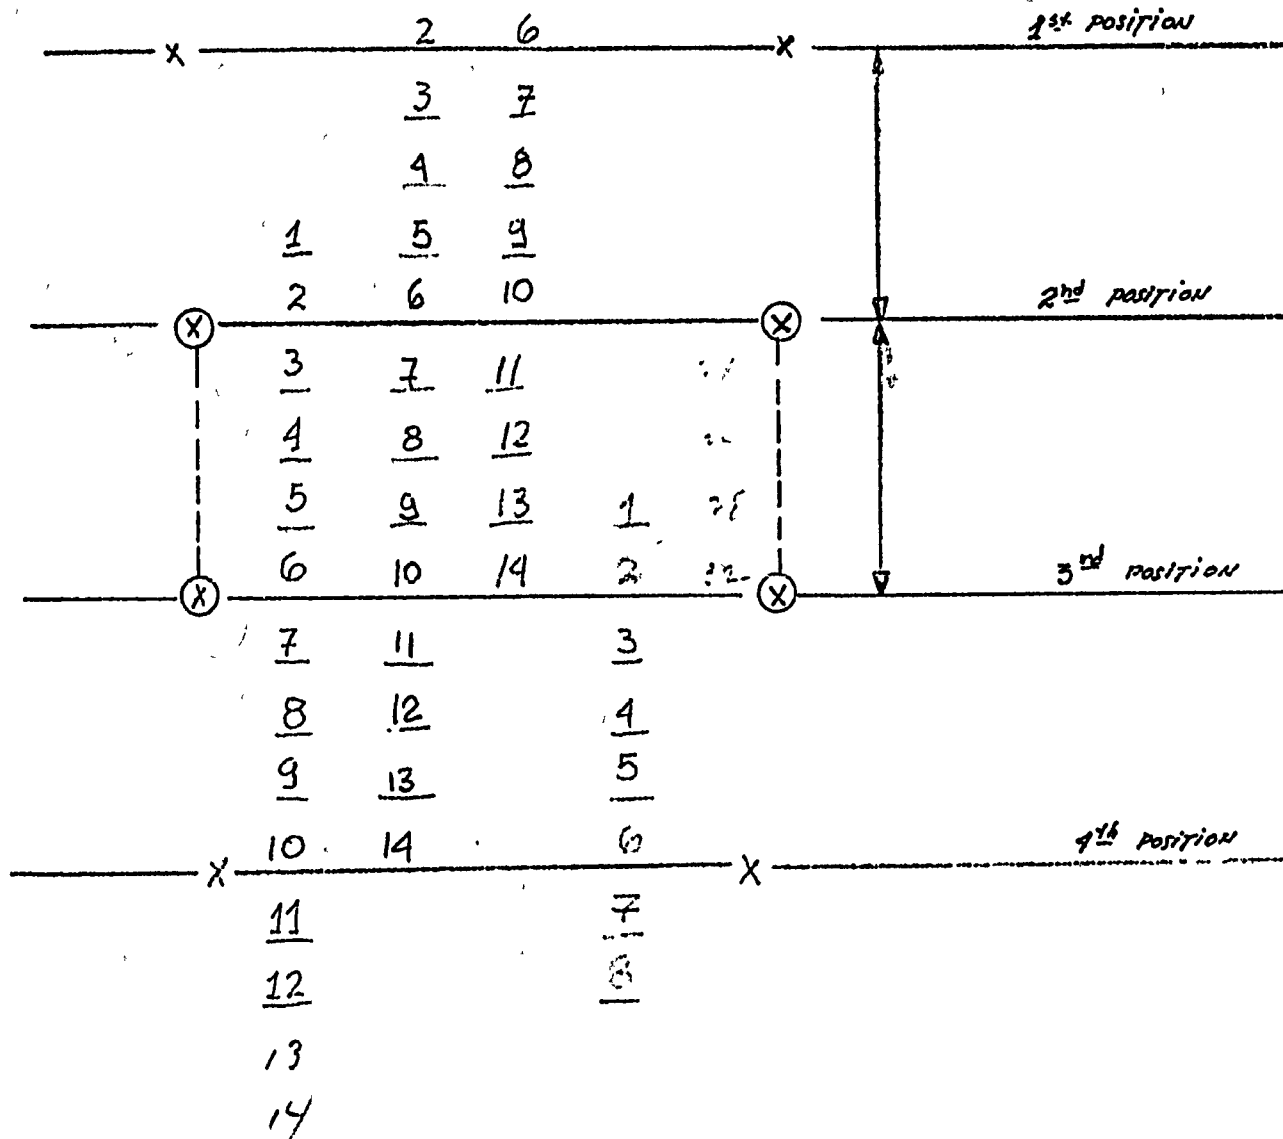 2 6 1st POSITION
X X
3 7
4 8
1 5 9
2 6 10 2nd POSITION
X X
3 7 11
4 8 12
5 9 13 1
6 10 14 2 3nd POSITION
X X
7 11 3
8 12 4
9 13 5
10 14 6 4th POSITION
X X
11 7
12 8
13
14